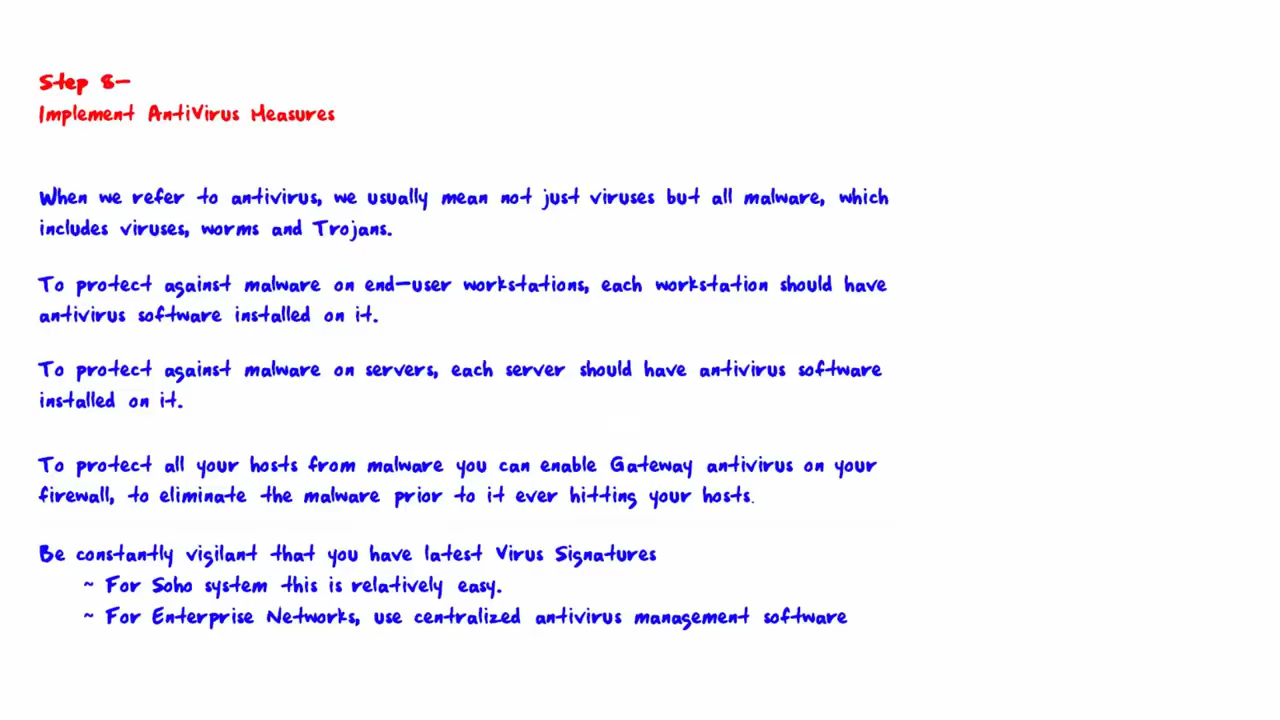 Step 8-
Implement AntiVirus Measures
When we refer to antivirus, we usually mean not just viruses but all malware, which
includes viruses, worms and Trojans.
To protect against malware on end-user workstations, each workstation should have
antivirus software installed on it.
To protect against malware on servers, each server should have antivirus software
installed on it.
To protect all your hosts from malware you can enable Gateway antivirus on your
firewall, to eliminate the malware prior to it ever hitting your hosts.
Be constantly vigilant that you have latest Virus Signatures
~ For Soho system this is relatively easy.
~ For Enterprise Networks, use centralized antivirus management software